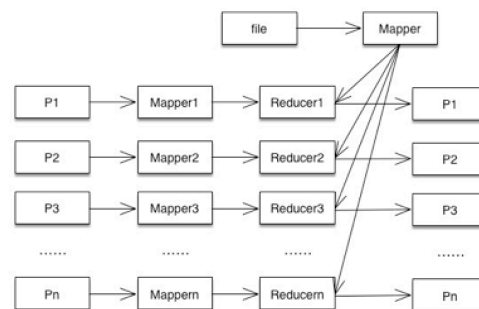 file Mapper
P1 Mapper1 Reducer1 P1
P2 Mapper2 Reducer2 P2
P3 Mapper3 Reducer3 P3
...... ...... ...... ......
Pn Mappern Reducern Pn